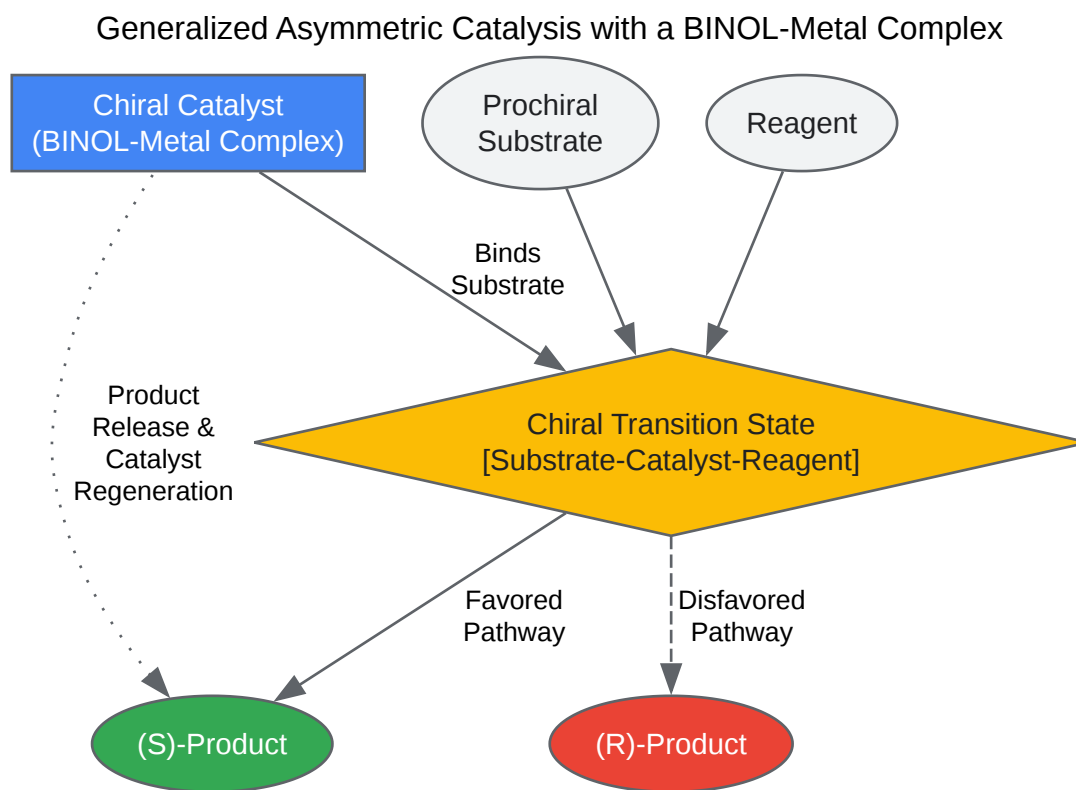 Generalized Asymmetric Catalysis with a BINOL-Metal Complex
Chiral Catalyst
(BINOL-Metal Complex)
Prochiral
Substrate
Reagent
Binds
Substrate
Product
Release &
Catalyst
Regeneration
Chiral Transition State
[Substrate-Catalyst-Reagent]
Favored
Pathway
Disfavored
Pathway
(S)-Product
(R)-Product